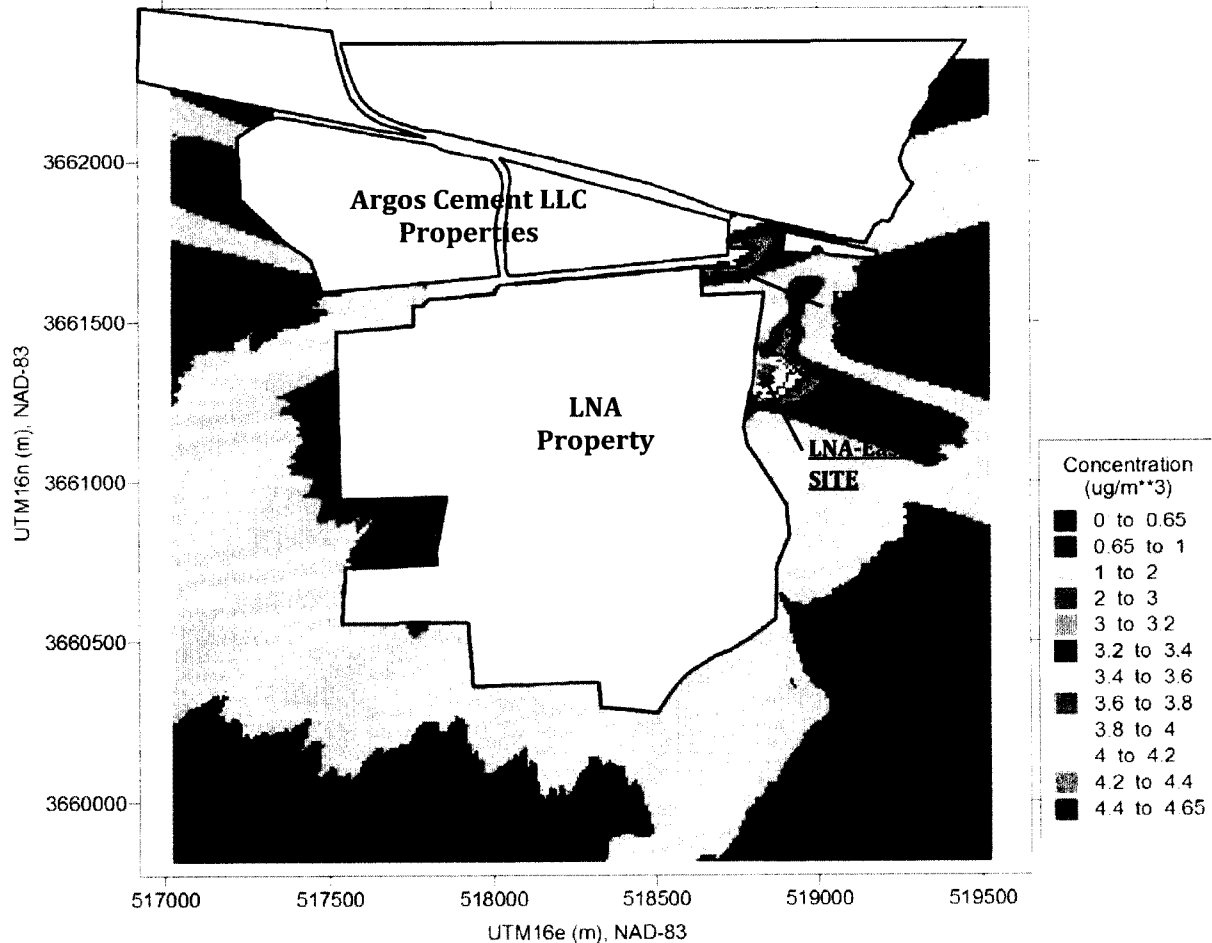 3662000
3661500
3661000
3660500
3660000
UTM16n (m), NAD-83
Argos Cement LLC
Properties
LNA
Property
SITE
517000
517500
518000
518500
519000
519500
UTM16e (m), NAD-83
Concentration
(ug/m**3)
0 to 0.65
0.65 to 1
1 to 2
2 to 3
3 to 3.2
3.2 to 3.4
3.4 to 3.6
3.6 to 3.8
3.8 to 4
4 to 4.2
4.2 to 4.4
4.4 to 4.65